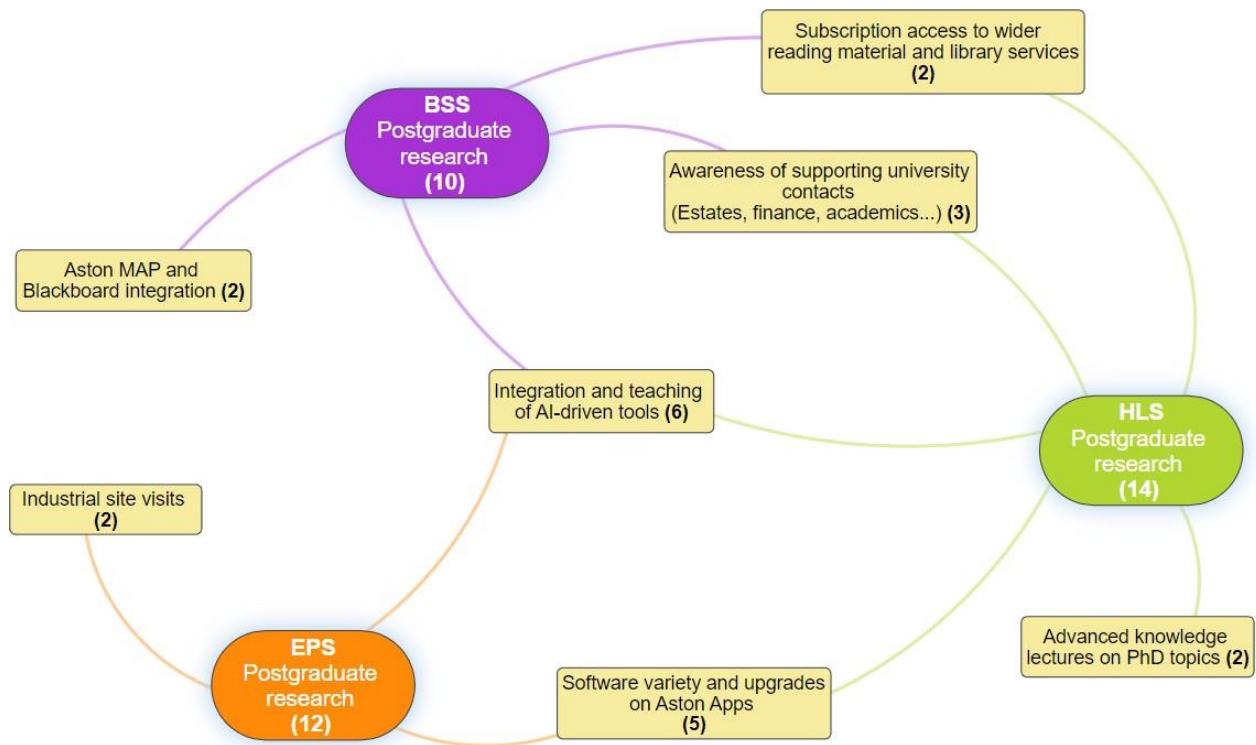 Subscription access to wider
reading material and library services
(2)
BSS
Postgraduate
research
(10)
Awareness of supporting university
contacts
(Estates, finance, academics...) (3)
Aston MAP and
Blackboard integration (2)
Integration and teaching
of AI-driven tools (6)
HLS
Postgraduate
research
(14)
Industrial site visits
(2)
EPS
Postgraduate
research
(12)
Advanced knowledge
lectures on PhD topics (2)
Software variety and upgrades
on Aston Apps
(5)